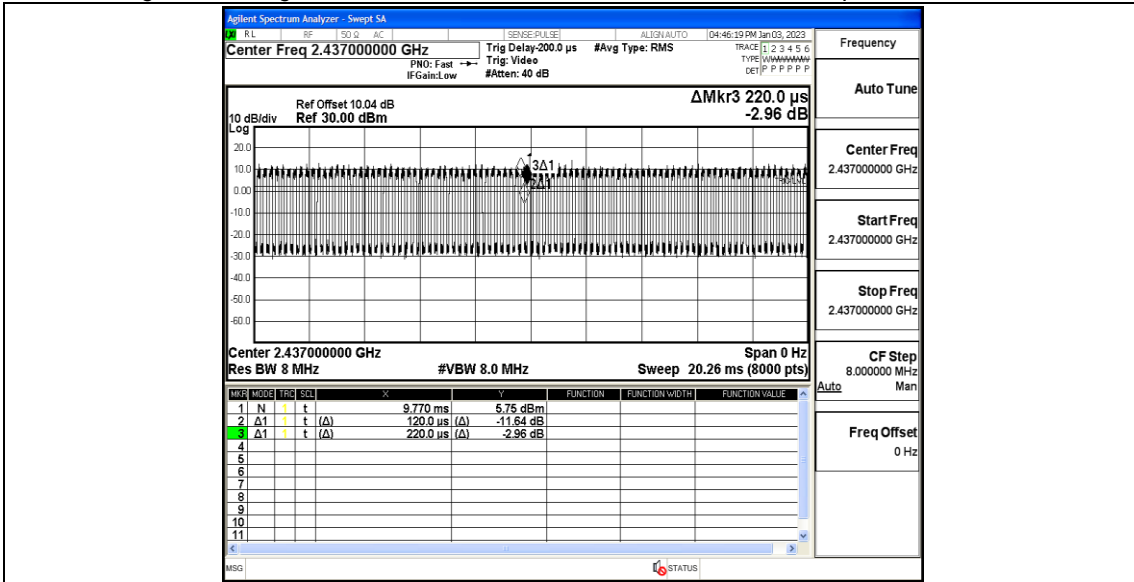 Agilent Spectrum Analyzer - Swept SA
RL RF 50 Ω AC SENSE:PULSE ALIGN AUTO 04:46:19 PM Jan 03, 2023
Center Freq 2.437000000 GHz Trig Delay-200.0 µs #Avg Type: RMS TRACE 1 2 3 4 5 6
PNO: Fast Trig: Video TYPE
IFGain:Low #Atten: 40 dB DET P P P P P P
ΔMkr3 220.0 µs
-2.96 dB
Ref Offset 10.04 dB
10 dB/div Ref 30.00 dBm
Log
20.0
10.0
0.00
-10.0
-20.0
-30.0
-40.0
-50.0
-60.0
3Δ1
2Δ1
Center 2.437000000 GHz Span 0 Hz
Res BW 8 MHz #VBW 8.0 MHz Sweep 20.26 ms (8000 pts)
MKR MODE TRC SCL X Y FUNCTION FUNCTION WIDTH FUNCTION VALUE
1 N 1 t 9.770 ms 5.75 dBm
2 Δ1 1 t (Δ) 120.0 µs (Δ) -11.64 dB
3 Δ1 1 t (Δ) 220.0 µs (Δ) -2.96 dB
4
5
6
7
8
9
10
11
MSG STATUS
Frequency
Auto Tune
Center Freq
2.437000000 GHz
Start Freq
2.437000000 GHz
Stop Freq
2.437000000 GHz
CF Step
8.000000 MHz
Auto Man
Freq Offset
0 Hz